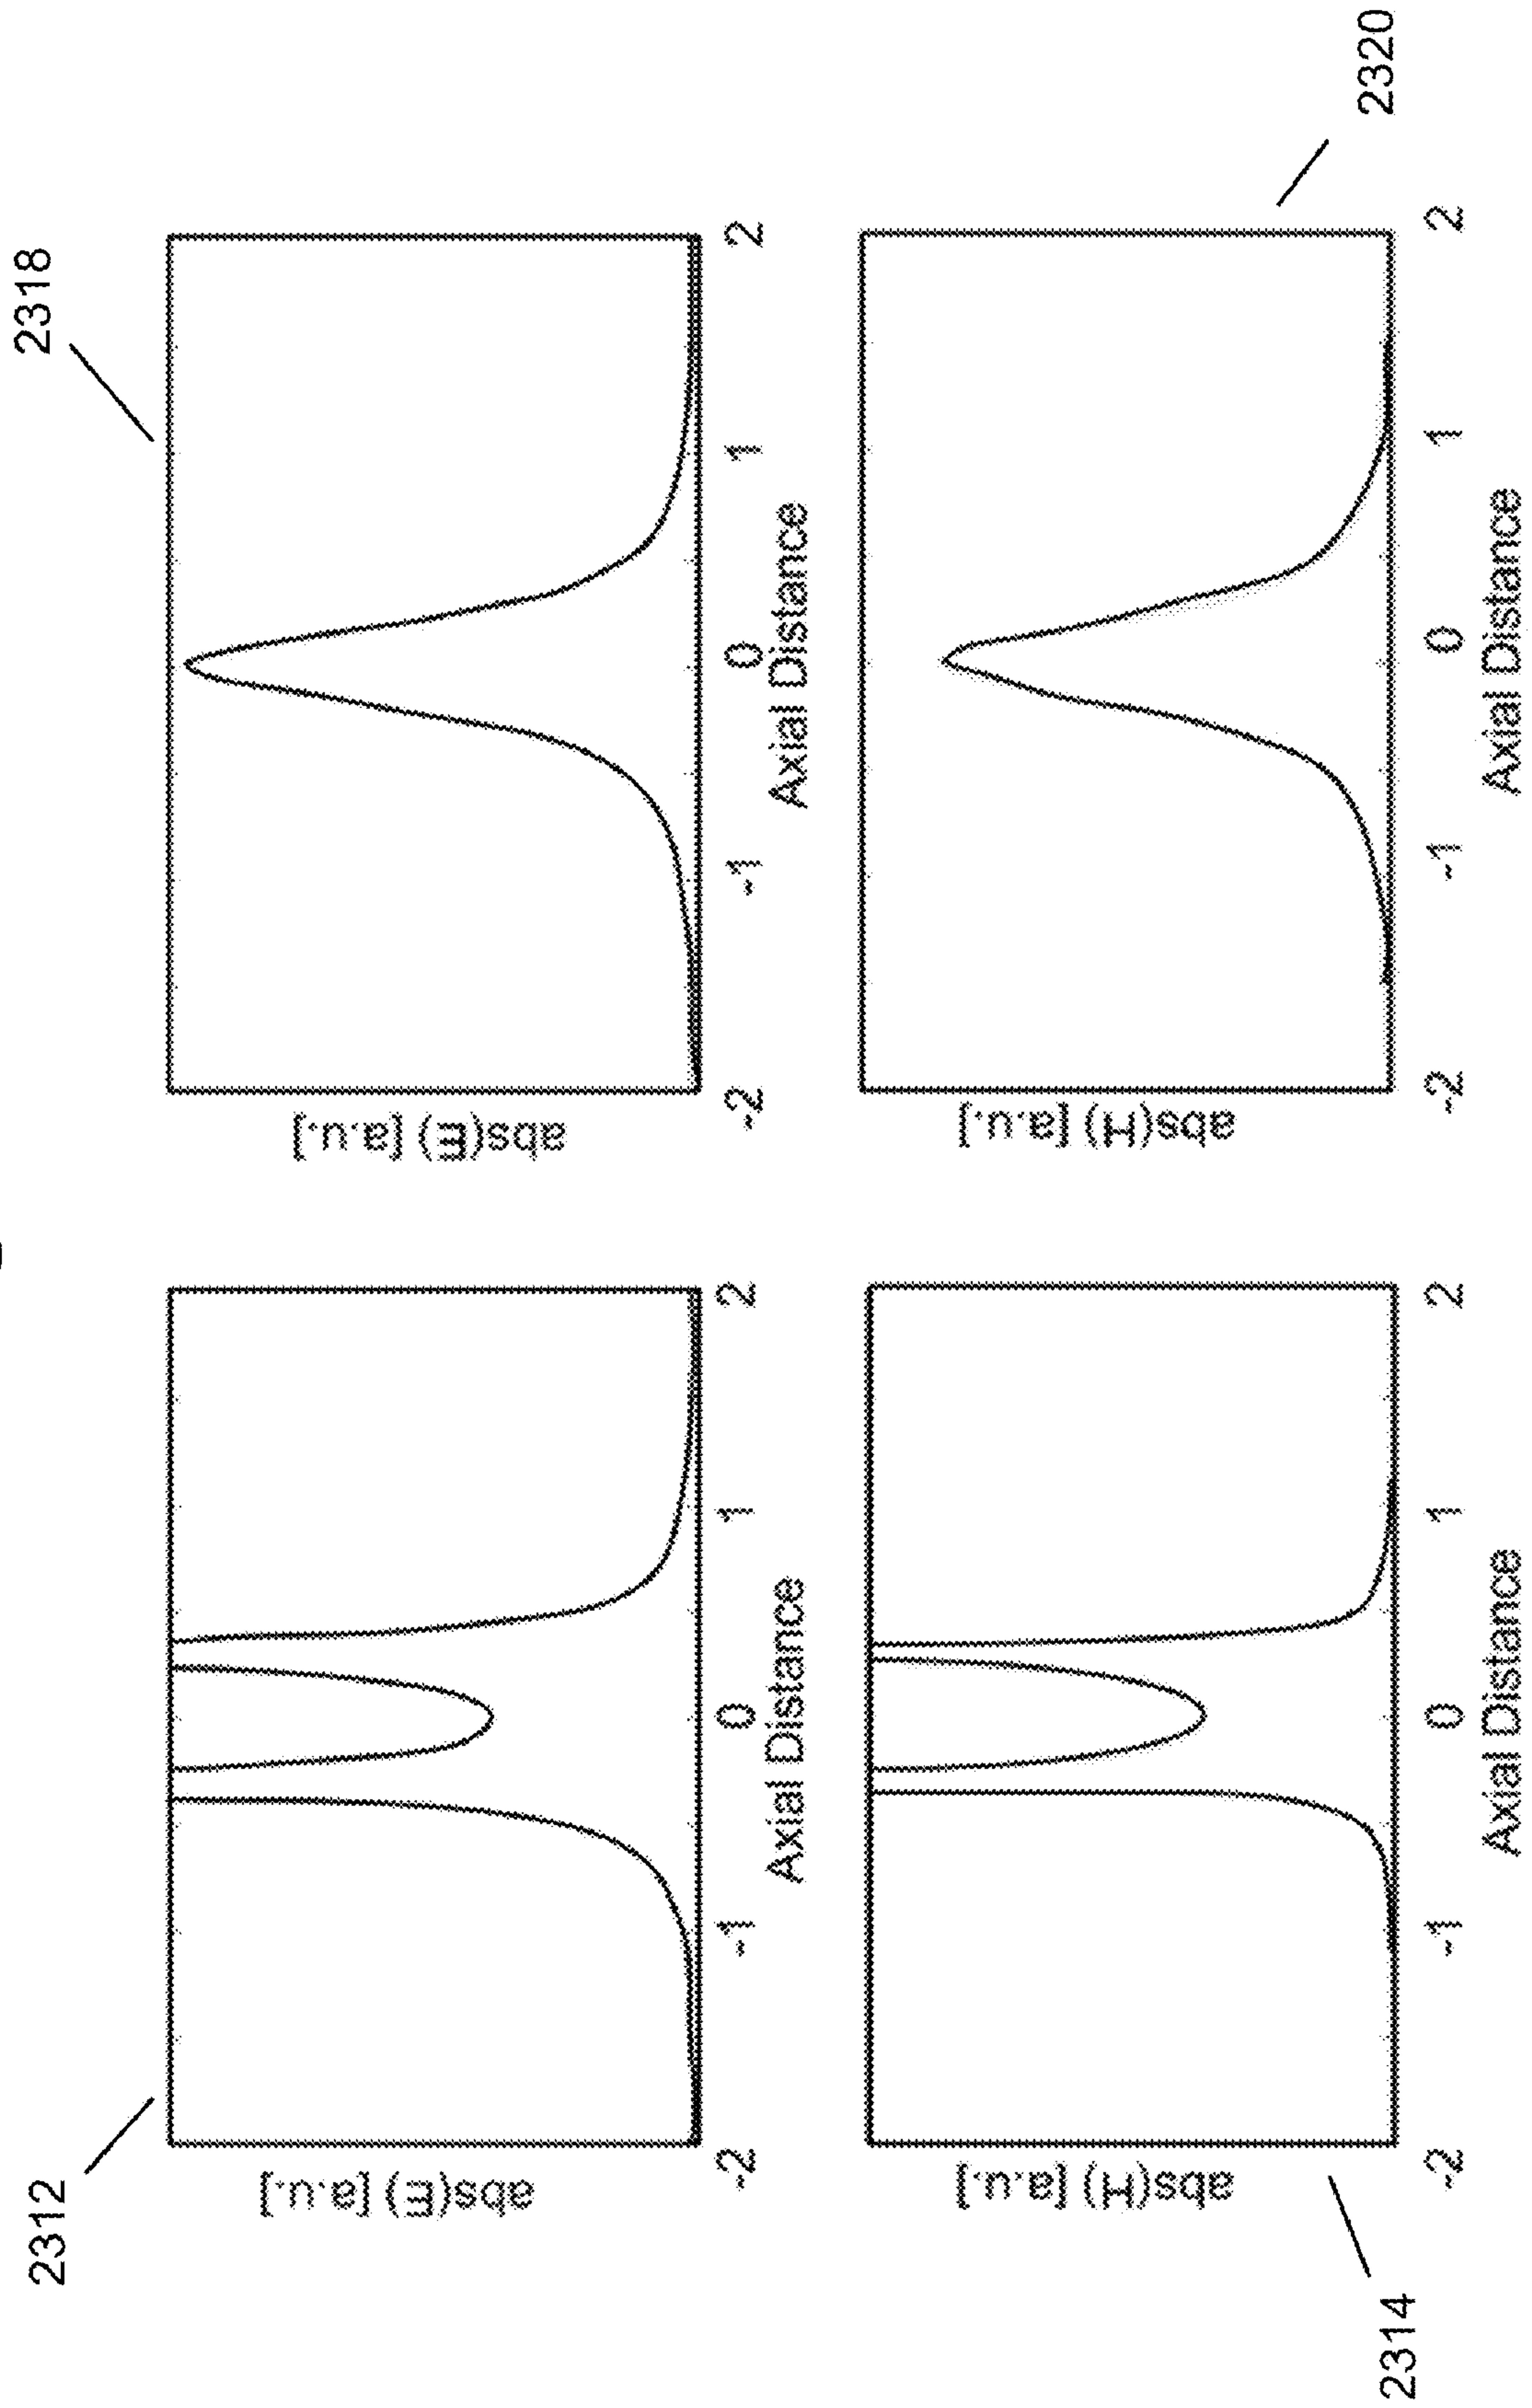 2312
2318
abs(E) [a.u.]
-2 -1 0 1 2
Axial Distance
abs(E) [a.u.]
-2 -1 0 1 2
Axial Distance
abs(H) [a.u.]
-2 -1 0 1 2
Axial Distance
abs(H) [a.u.]
-2 -1 0 1 2
Axial Distance
2314
2320